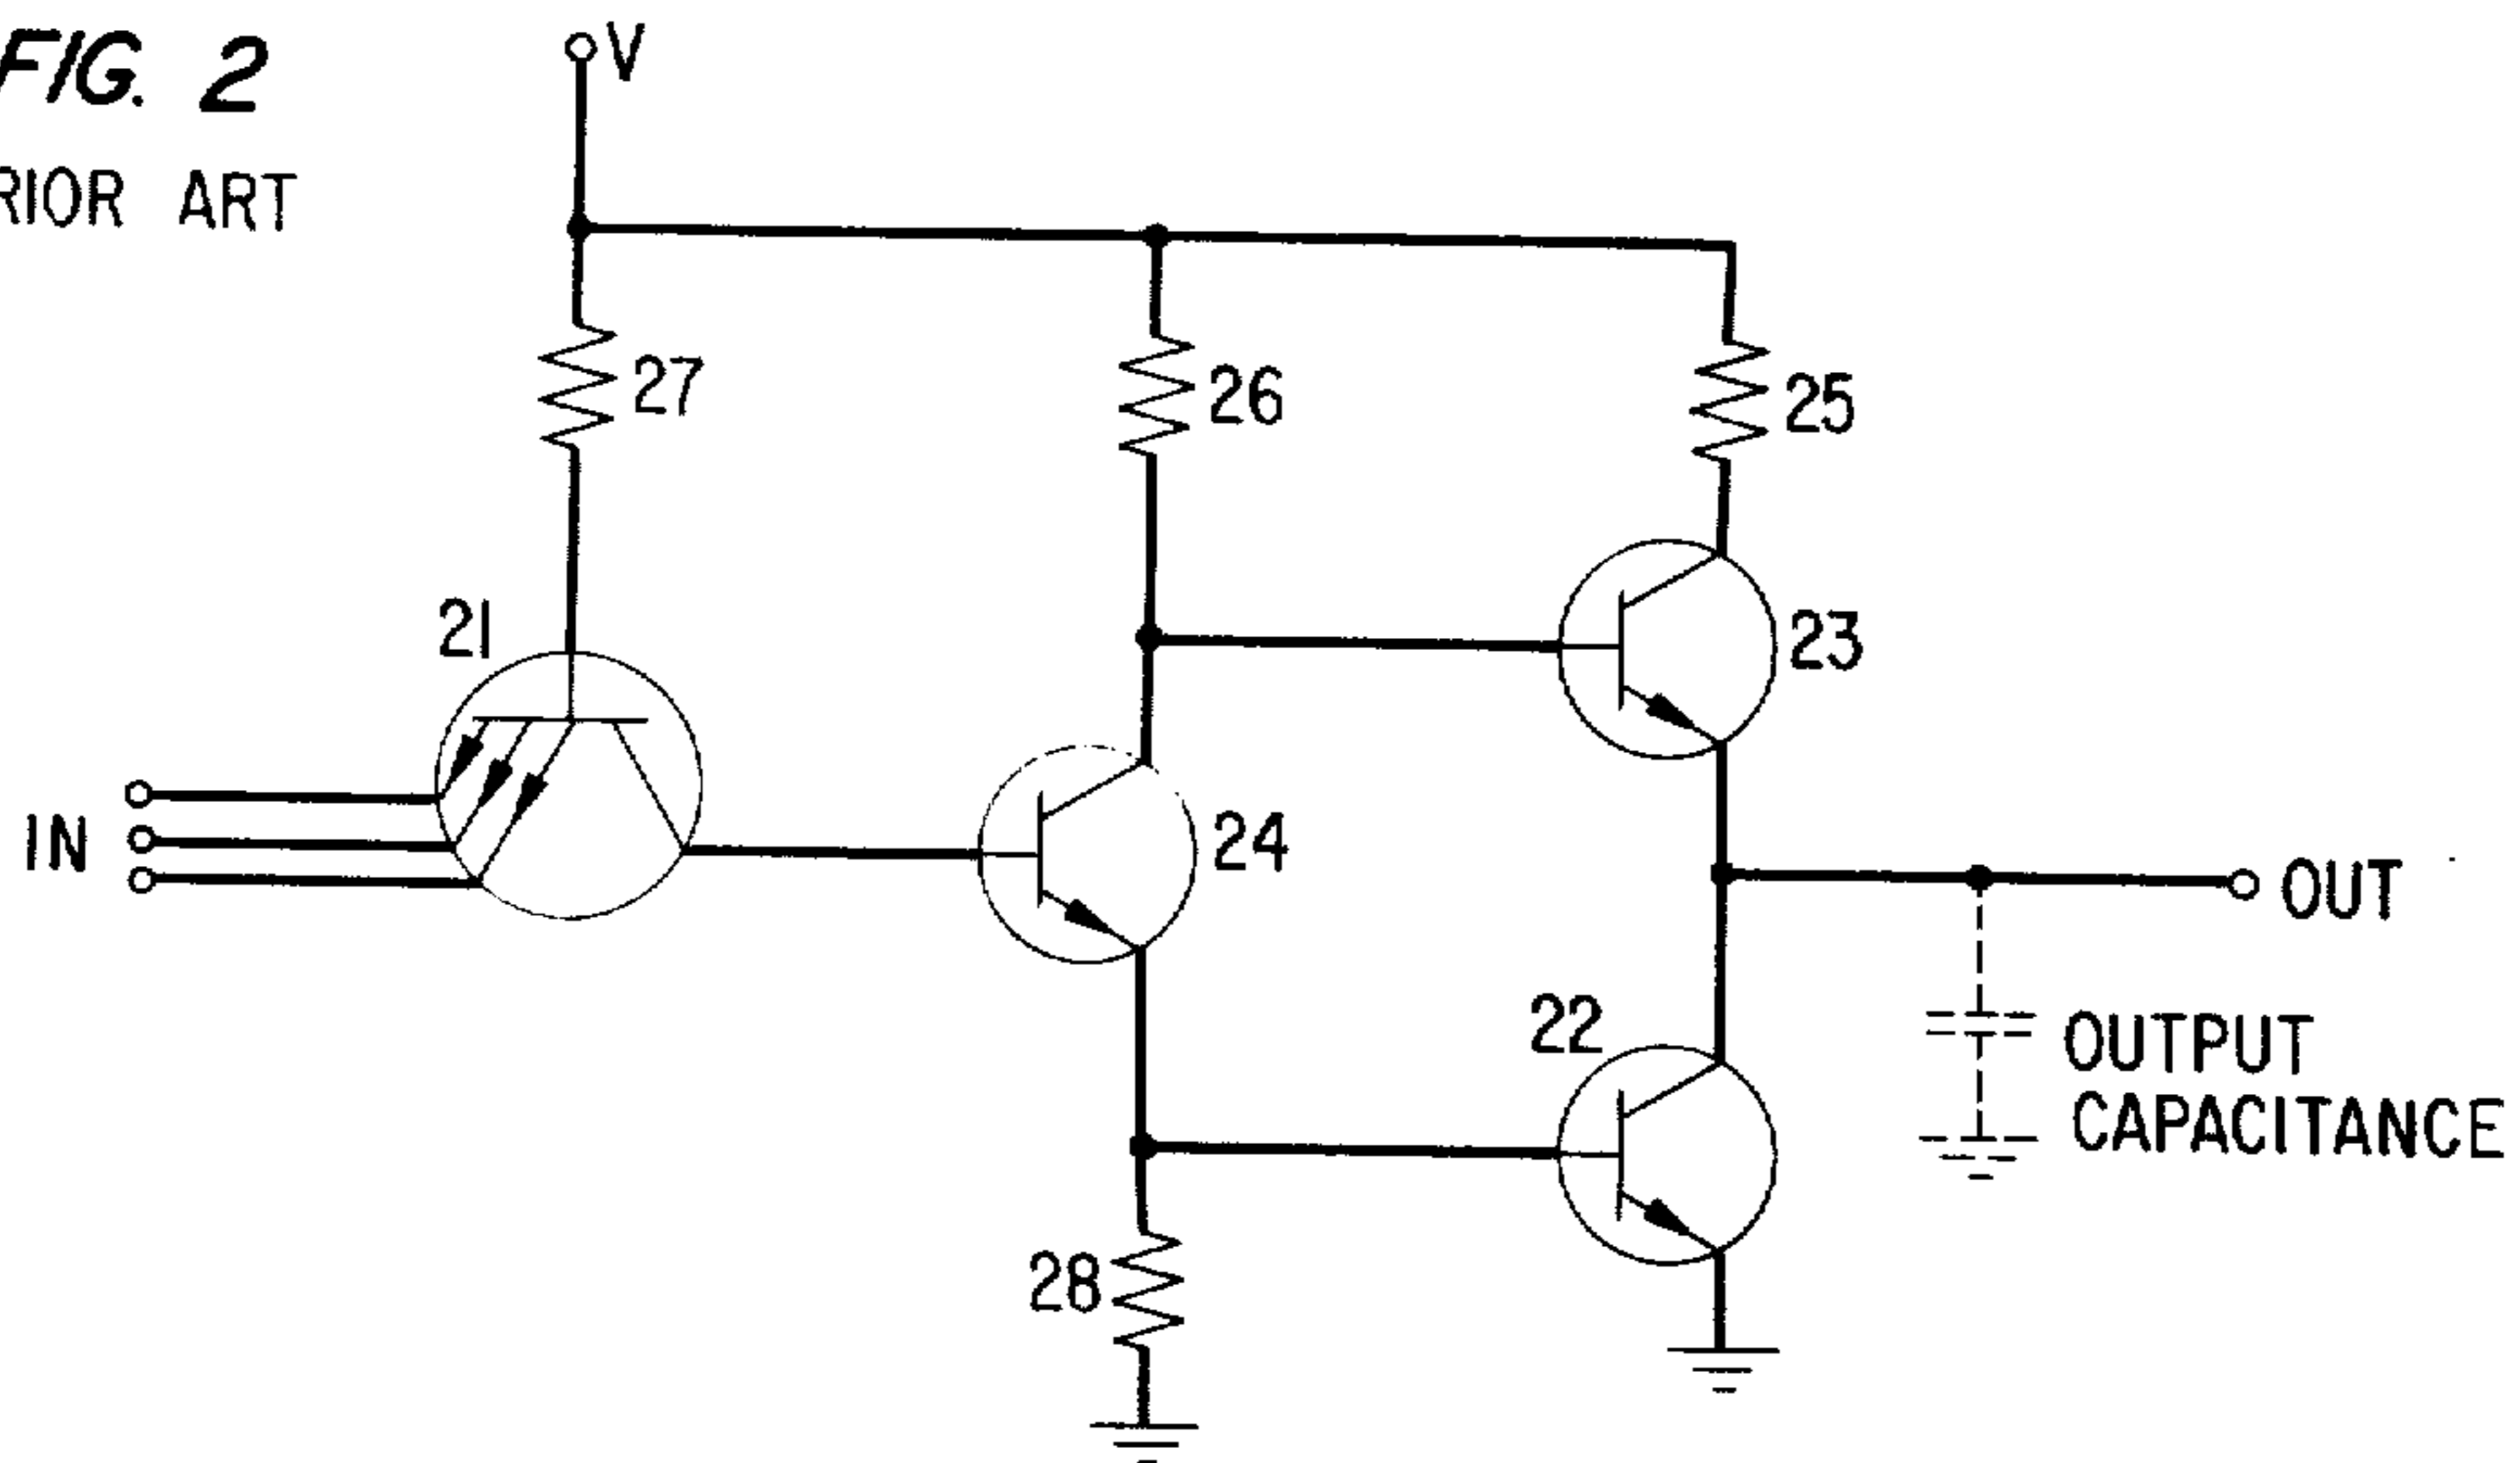 FIG. 2
V
RIOR ART
27
26
25
21
23
IN
24
OUT
22
OUTPUT
CAPACITANCE
28